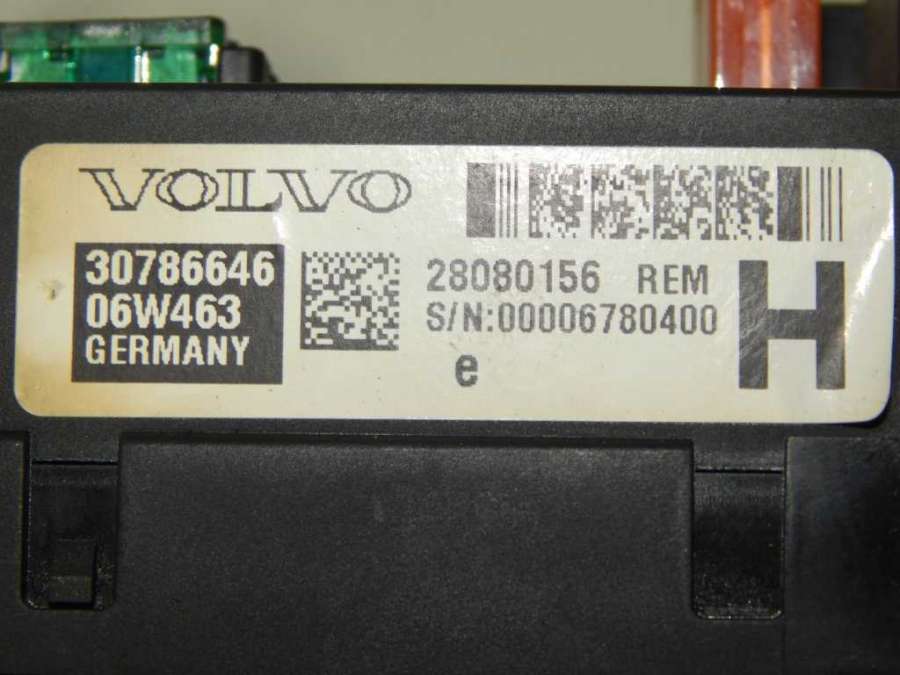 VOLVO
30786646
06W463
GERMANY
28080156 REM
S/N:00006780400
e
H